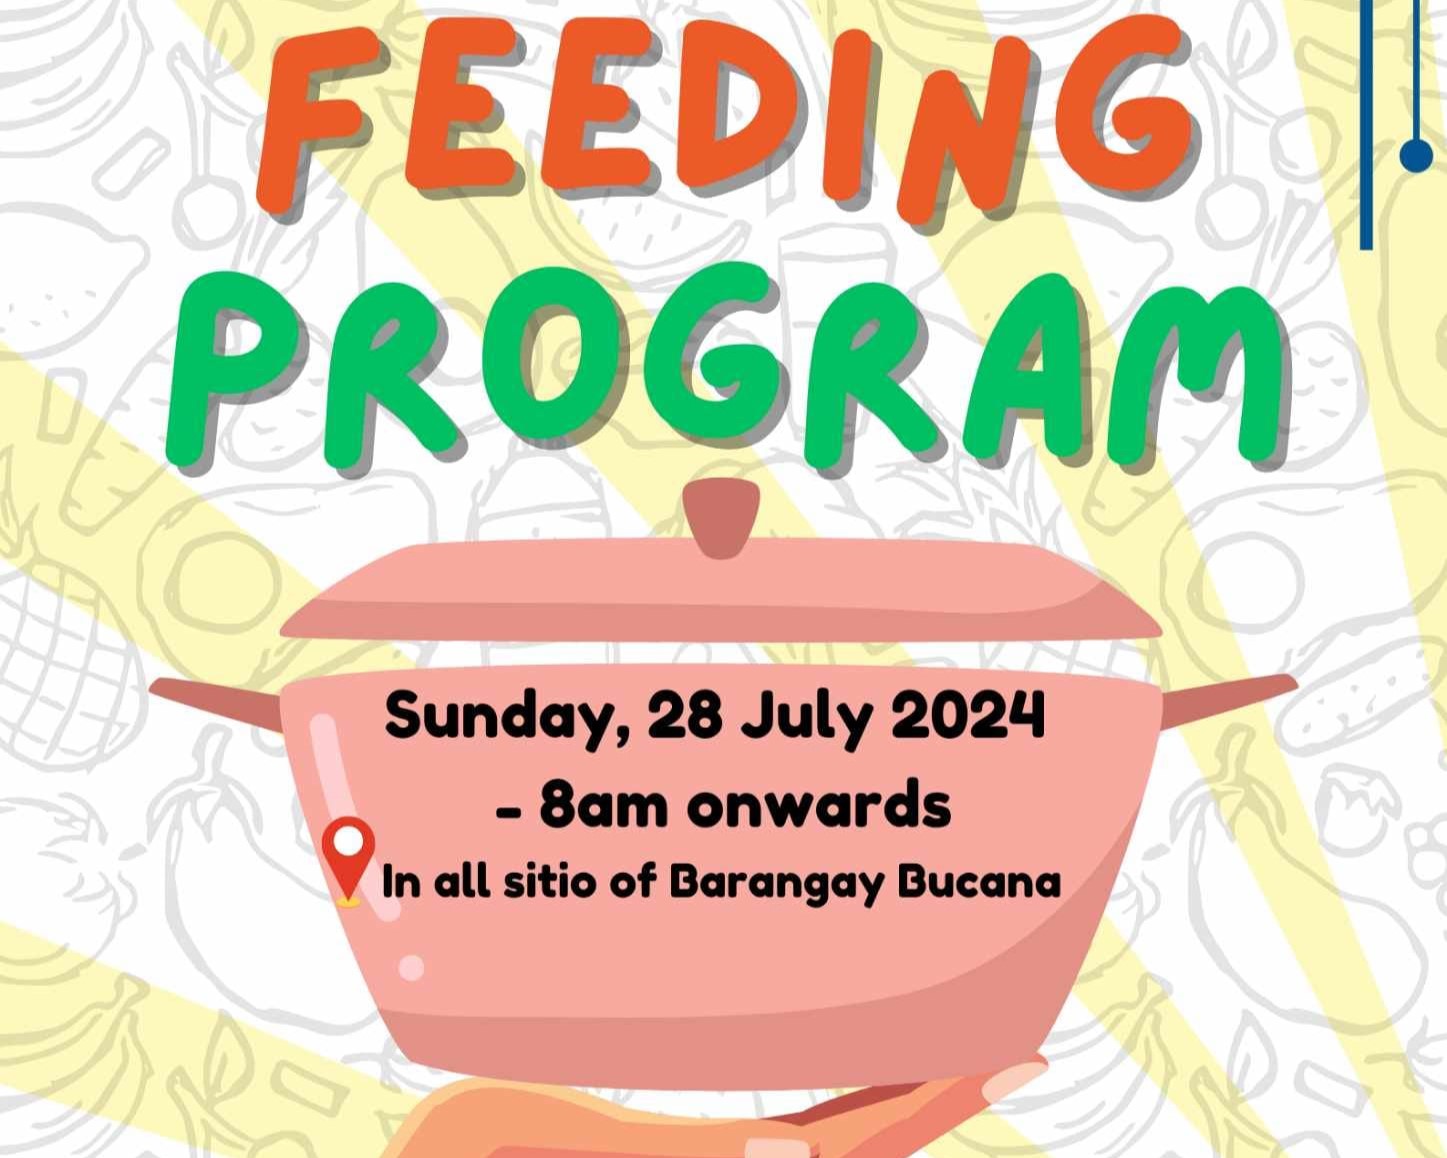 FEEDING
PROGRAM
Sunday, 28 July 2024
- 8am onwards
In all sitio of Barangay Bucana